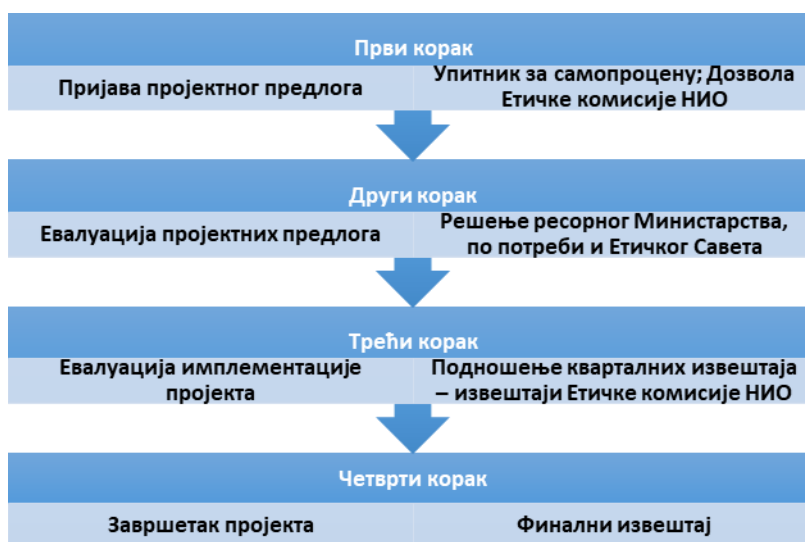 Први корак
Пријава пројектног предлога
Упитник за самопроцену; Дозвола
Етичке комисије НИО
Други корак
Евалуација пројектних предлога
Решење ресорног Министарства,
по потреби и Етичког Савета
Трећи корак
Евалуација имплементације
пројекта
Подношење кварталних извештаја
– извештаји Етичке комисије НИО
Четврти корак
Завршетак пројекта
Финални извештај